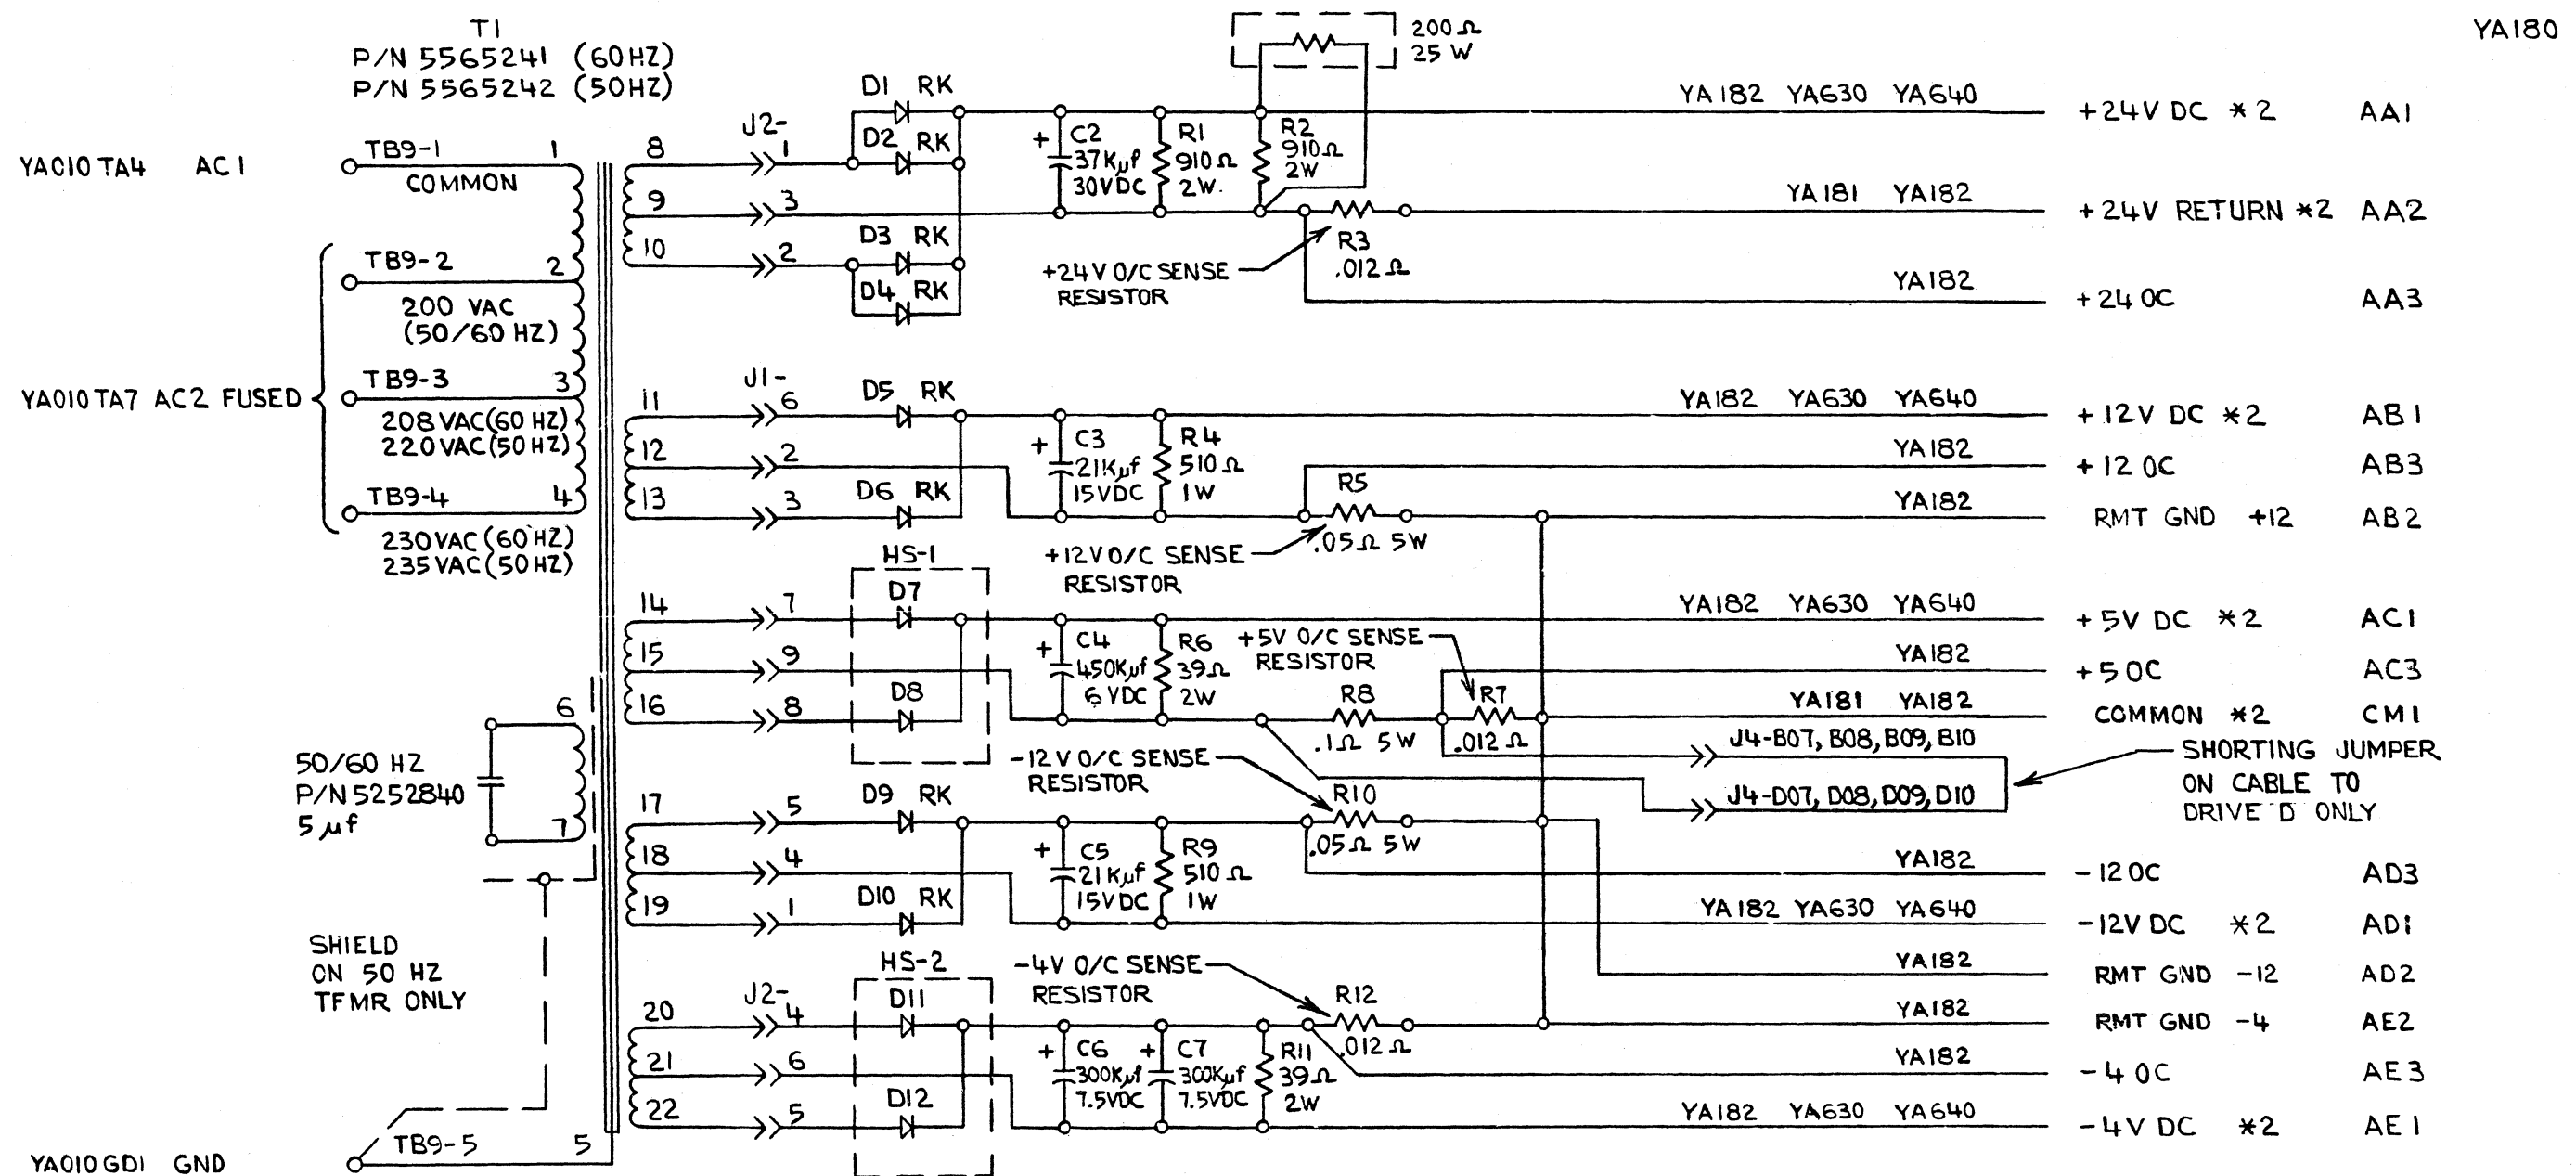 YA180
T1
P/N 5565241 (60HZ)
P/N 5565242 (50HZ)
YA010 TA4 AC1
TB9-1
COMMON
1
TB9-2
2
200 VAC
(50/60 HZ)
YA010 TA7 AC2 FUSED
TB9-3
3
208 VAC (60 HZ)
220 VAC (50HZ)
TB9-4
4
230 VAC (60 HZ)
235 VAC (50 HZ)
6
50/60 HZ
P/N 5252840
5 µf
7
SHIELD
ON 50 HZ
TFMR ONLY
TB9-5
5
YA010 GD1 GND
200 Ω
25 W
D1 RK
J2-
8
1
D2 RK
9
3
10
2
D3 RK
D4 RK
+
C2
37Kµf
30VDC
R1
910 Ω
2W.
R2
910 Ω
2W
R3
.012 Ω
+24V O/C SENSE
RESISTOR
YA182 YA630 YA640
+24V DC *2 AA1
YA181 YA182
+24V RETURN *2 AA2
YA182
+24 OC AA3
J1-
11
6
D5 RK
12
2
13
3
D6 RK
+
C3
21Kµf
15VDC
R4
510 Ω
1W
R5
.05 Ω 5W
+12V O/C SENSE
RESISTOR
YA182 YA630 YA640
+12V DC *2 AB1
YA182
+12 OC AB3
YA182
RMT GND +12 AB2
HS-1
D7
14
7
15
9
16
8
D8
+
C4
450Kµf
6 VDC
R6
39Ω
2W
+5V O/C SENSE
RESISTOR
R8
.1Ω 5W
R7
.012 Ω
YA182 YA630 YA640
+5V DC *2 AC1
YA182
+5 OC AC3
YA181 YA182
COMMON *2 CM1
J4-B07, B08, B09, B10
J4-D07, D08, D09, D10
SHORTING JUMPER
ON CABLE TO
DRIVE D ONLY
-12V O/C SENSE
RESISTOR
17
5
D9 RK
18
4
19
1
D10 RK
+
C5
21Kµf
15VDC
R9
510 Ω
1W
R10
.05 Ω 5W
YA182
-12 OC AD3
YA182 YA630 YA640
-12V DC *2 AD1
YA182
RMT GND -12 AD2
HS-2
-4V O/C SENSE
RESISTOR
J2-
20
4
D11
21
6
22
5
D12
+
C6
300Kµf
7.5VDC
+
C7
300Kµf
7.5VDC
R11
39 Ω
2W
R12
.012 Ω
YA182
RMT GND -4 AE2
YA182
-4 OC AE3
YA182 YA630 YA640
-4V DC *2 AE1